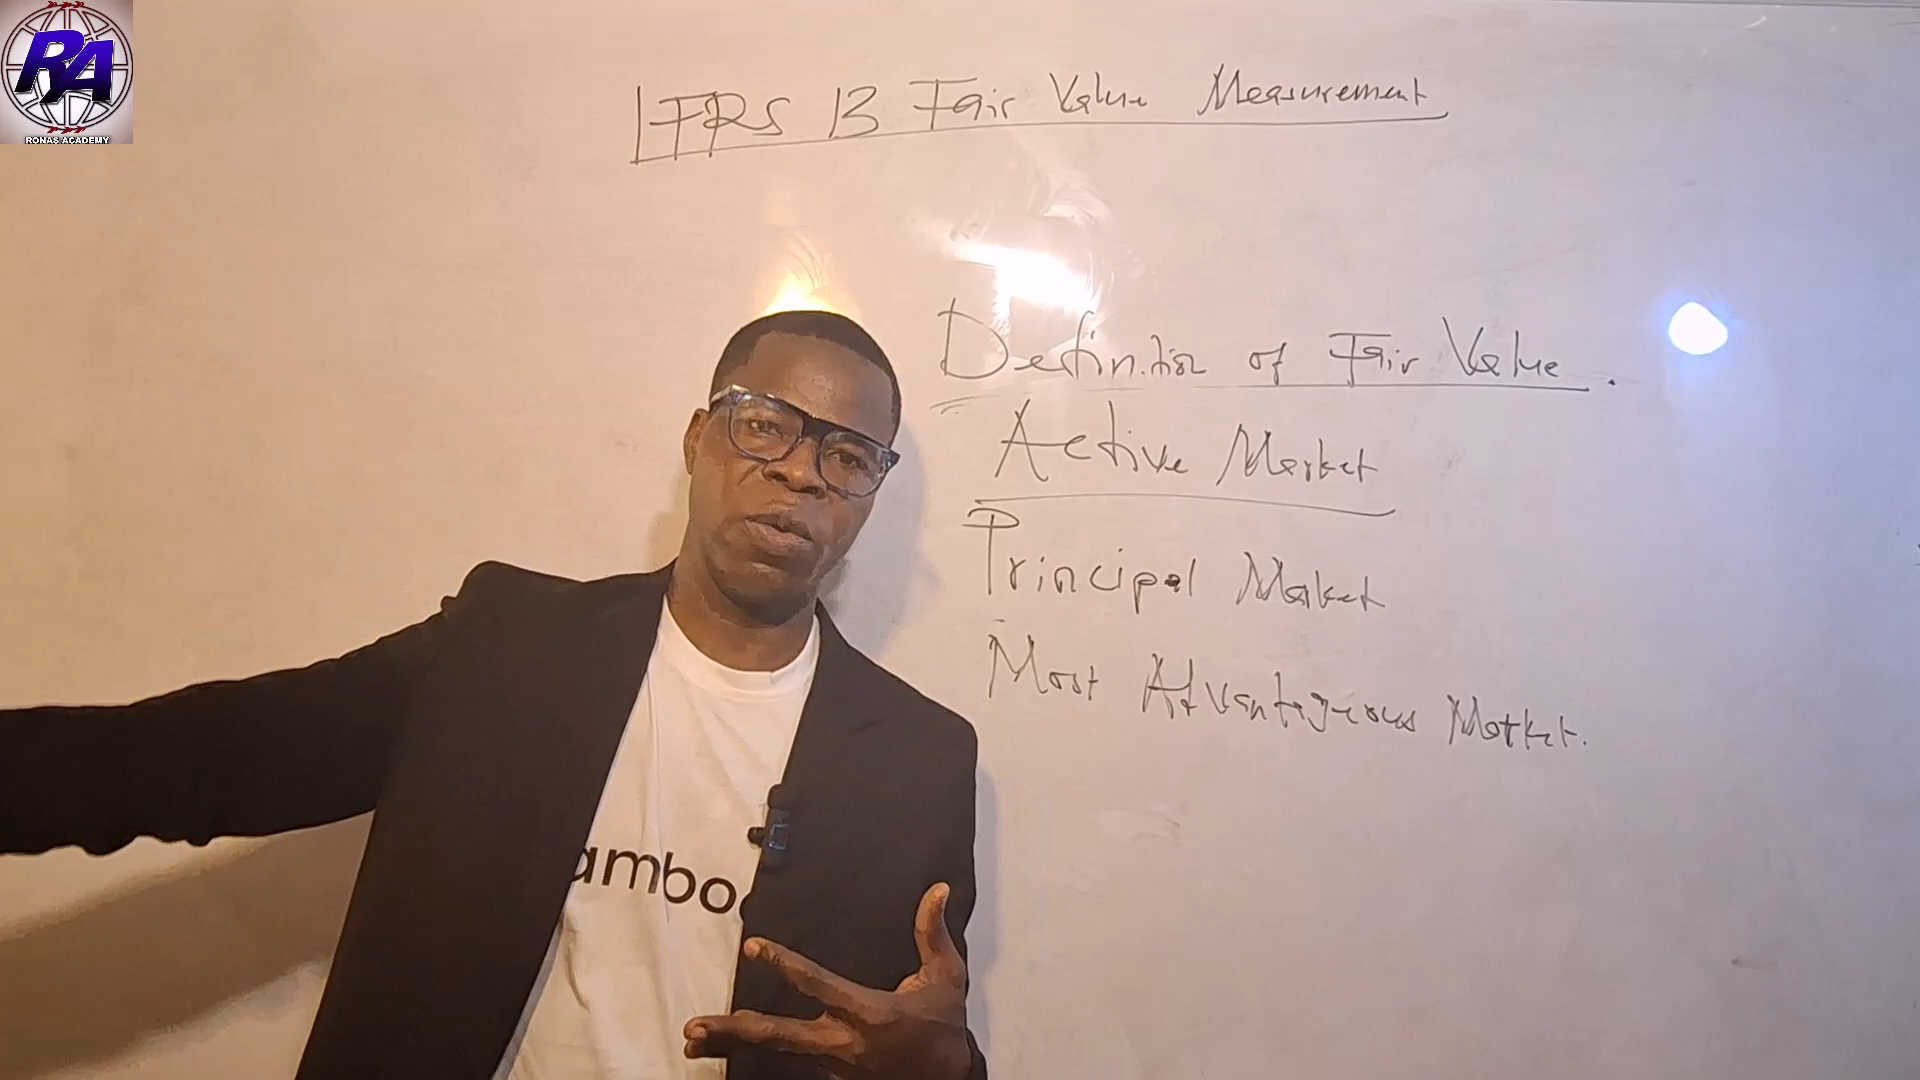 RA
RONAS ACADEMY
IFRS 13 Fair Value Measurement
Definition of Fair Value.
Active Market
Principal Market
Most Advantageous Market.
ambo